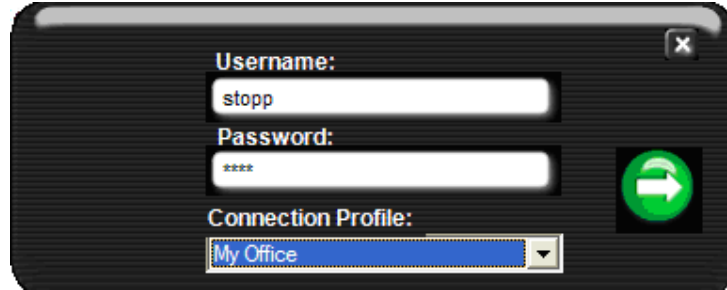 Username:
stopp
Password:
****
Connection Profile:
My Office